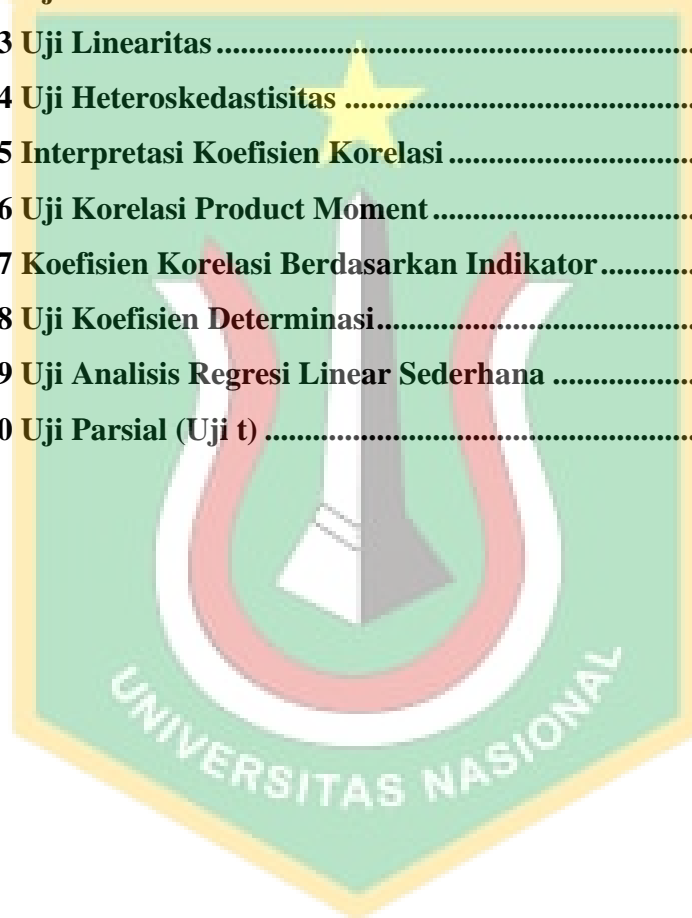 3 Uji Linearitas ....................................................
4 Uji Heteroskedastisitas ....................................................
5 Interpretasi Koefisien Korelasi ....................................................
6 Uji Korelasi Product Moment ....................................................
7 Koefisien Korelasi Berdasarkan Indikator ....................................................
8 Uji Koefisien Determinasi ....................................................
9 Uji Analisis Regresi Linear Sederhana ....................................................
0 Uji Parsial (Uji t) ....................................................
UNIVERSITAS NASIONAL